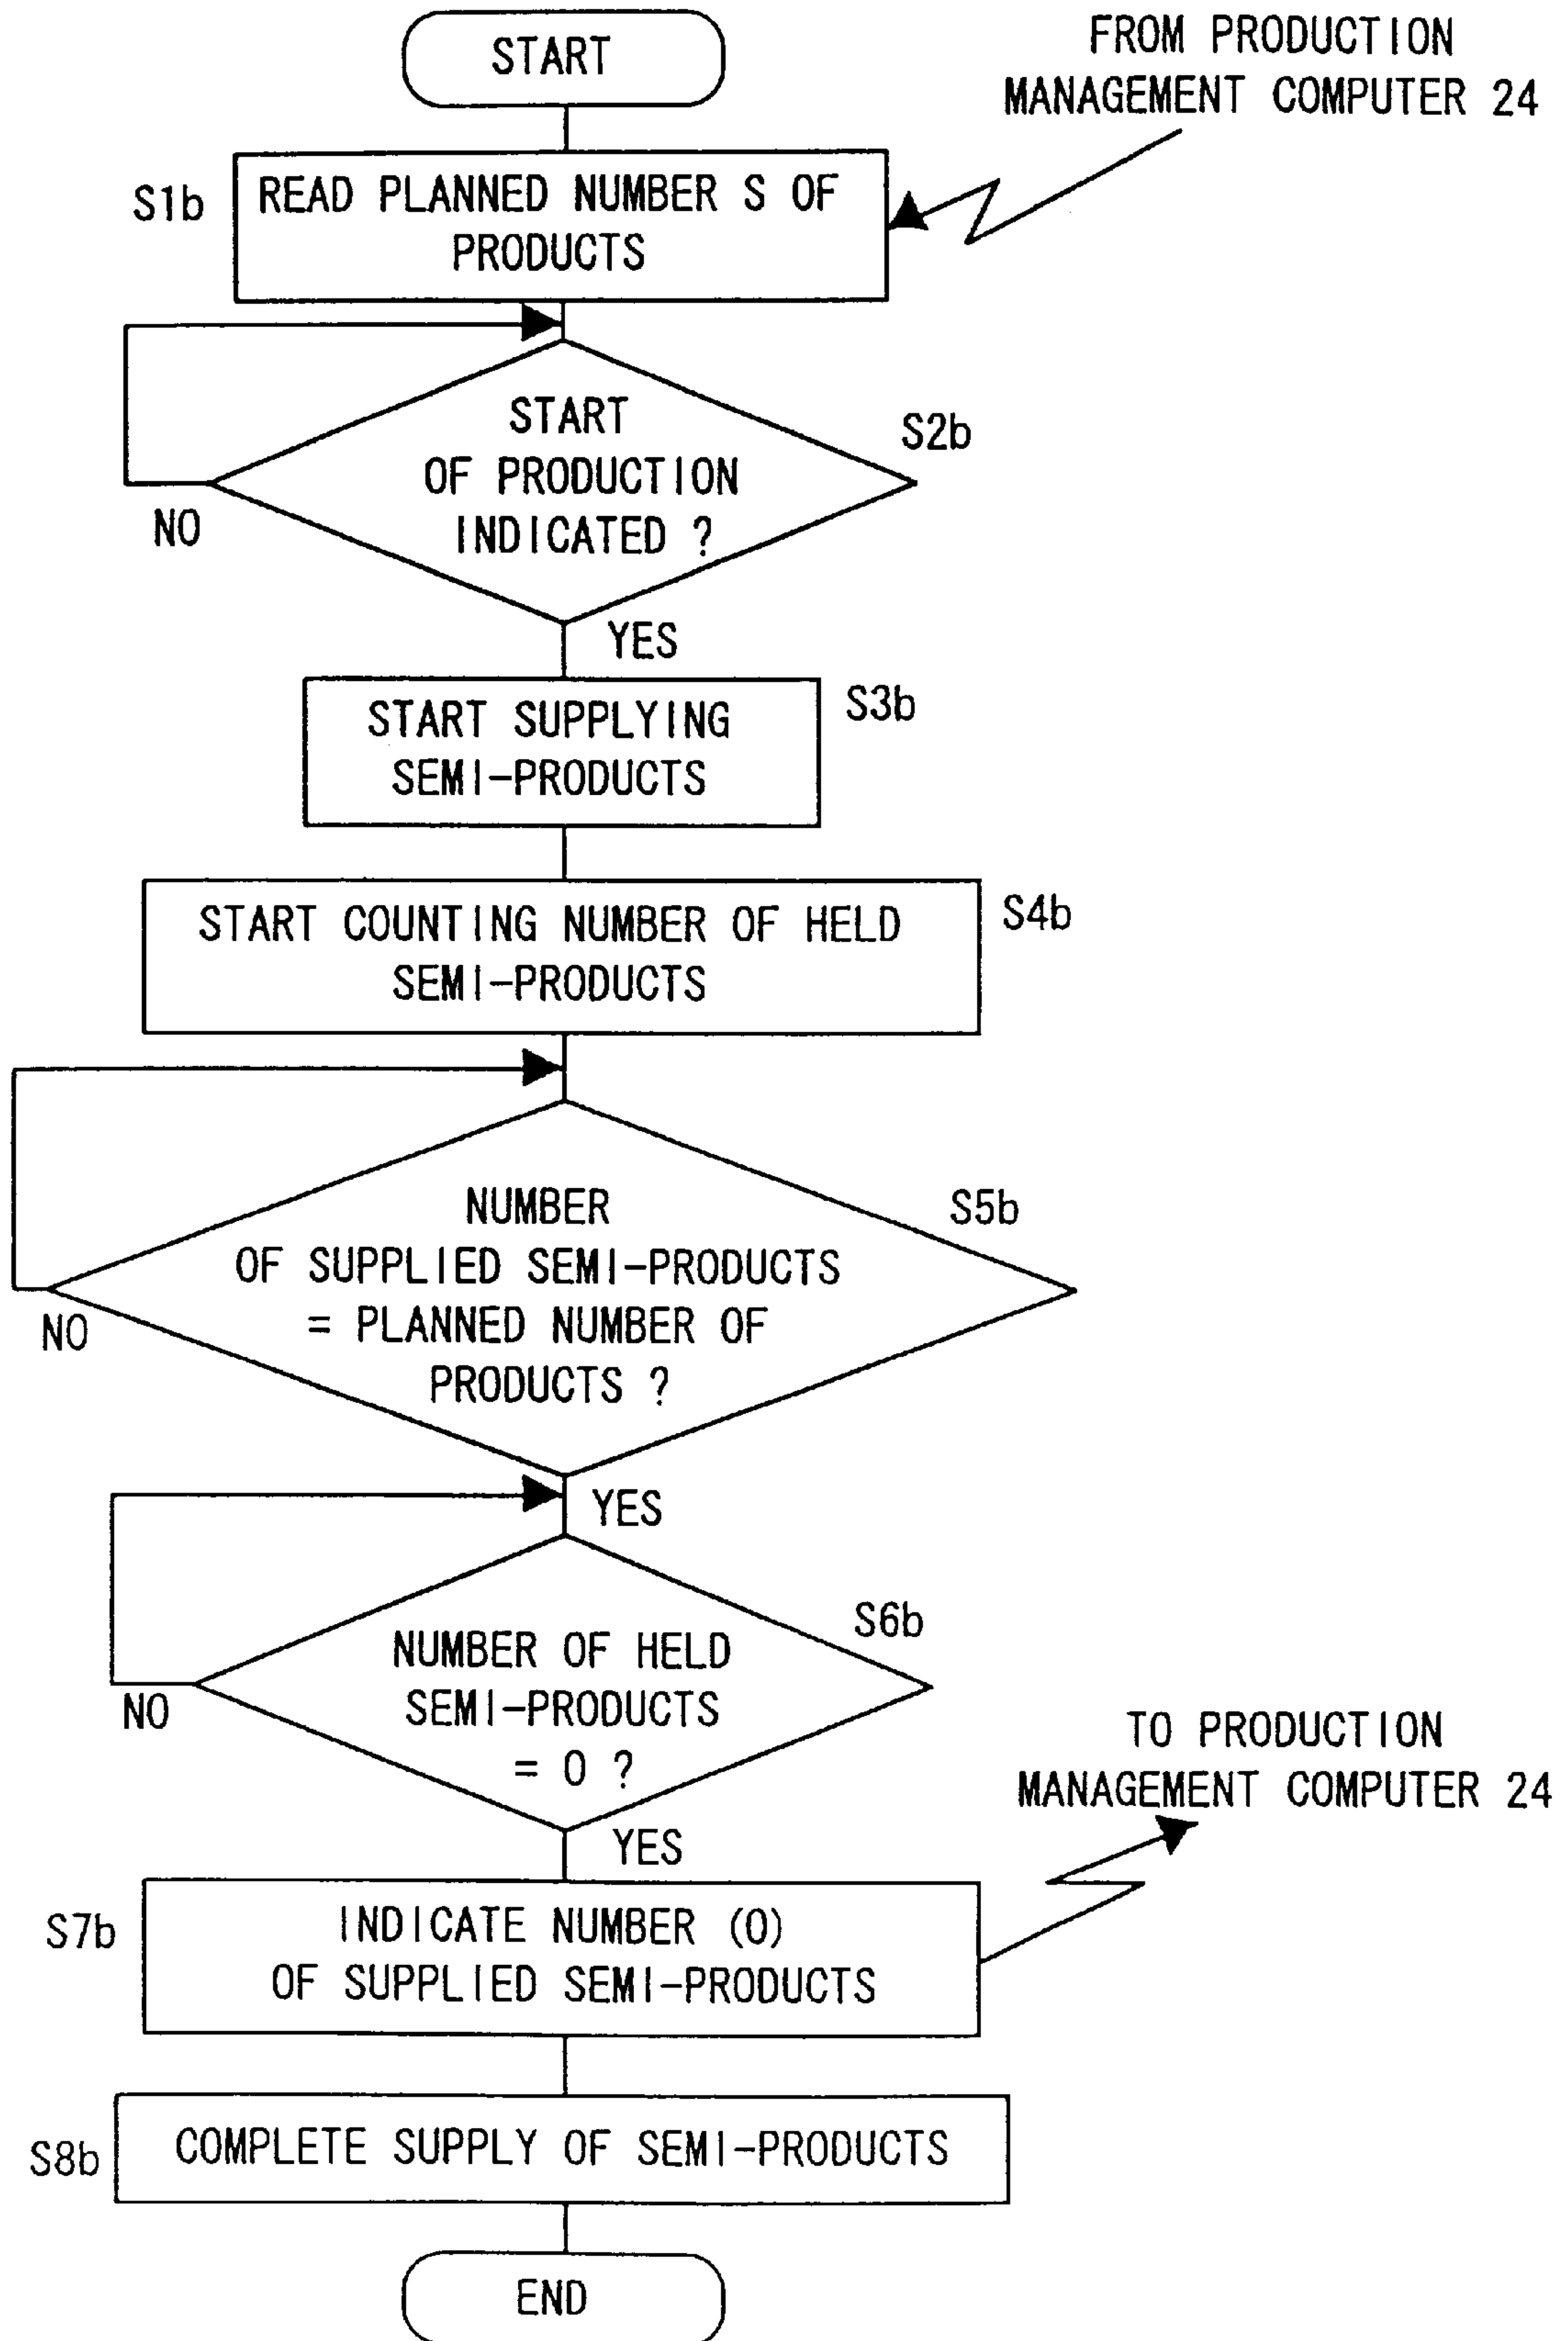 START
FROM PRODUCTION
MANAGEMENT COMPUTER 24
S1b
READ PLANNED NUMBER S OF
PRODUCTS
START
OF PRODUCTION
INDICATED ?
S2b
NO
YES
START SUPPLYING
SEMI-PRODUCTS
S3b
START COUNTING NUMBER OF HELD
SEMI-PRODUCTS
S4b
NUMBER
OF SUPPLIED SEMI-PRODUCTS
= PLANNED NUMBER OF
PRODUCTS ?
S5b
NO
YES
NUMBER OF HELD
SEMI-PRODUCTS
= 0 ?
S6b
NO
YES
TO PRODUCTION
MANAGEMENT COMPUTER 24
S7b
INDICATE NUMBER (0)
OF SUPPLIED SEMI-PRODUCTS
S8b
COMPLETE SUPPLY OF SEMI-PRODUCTS
END